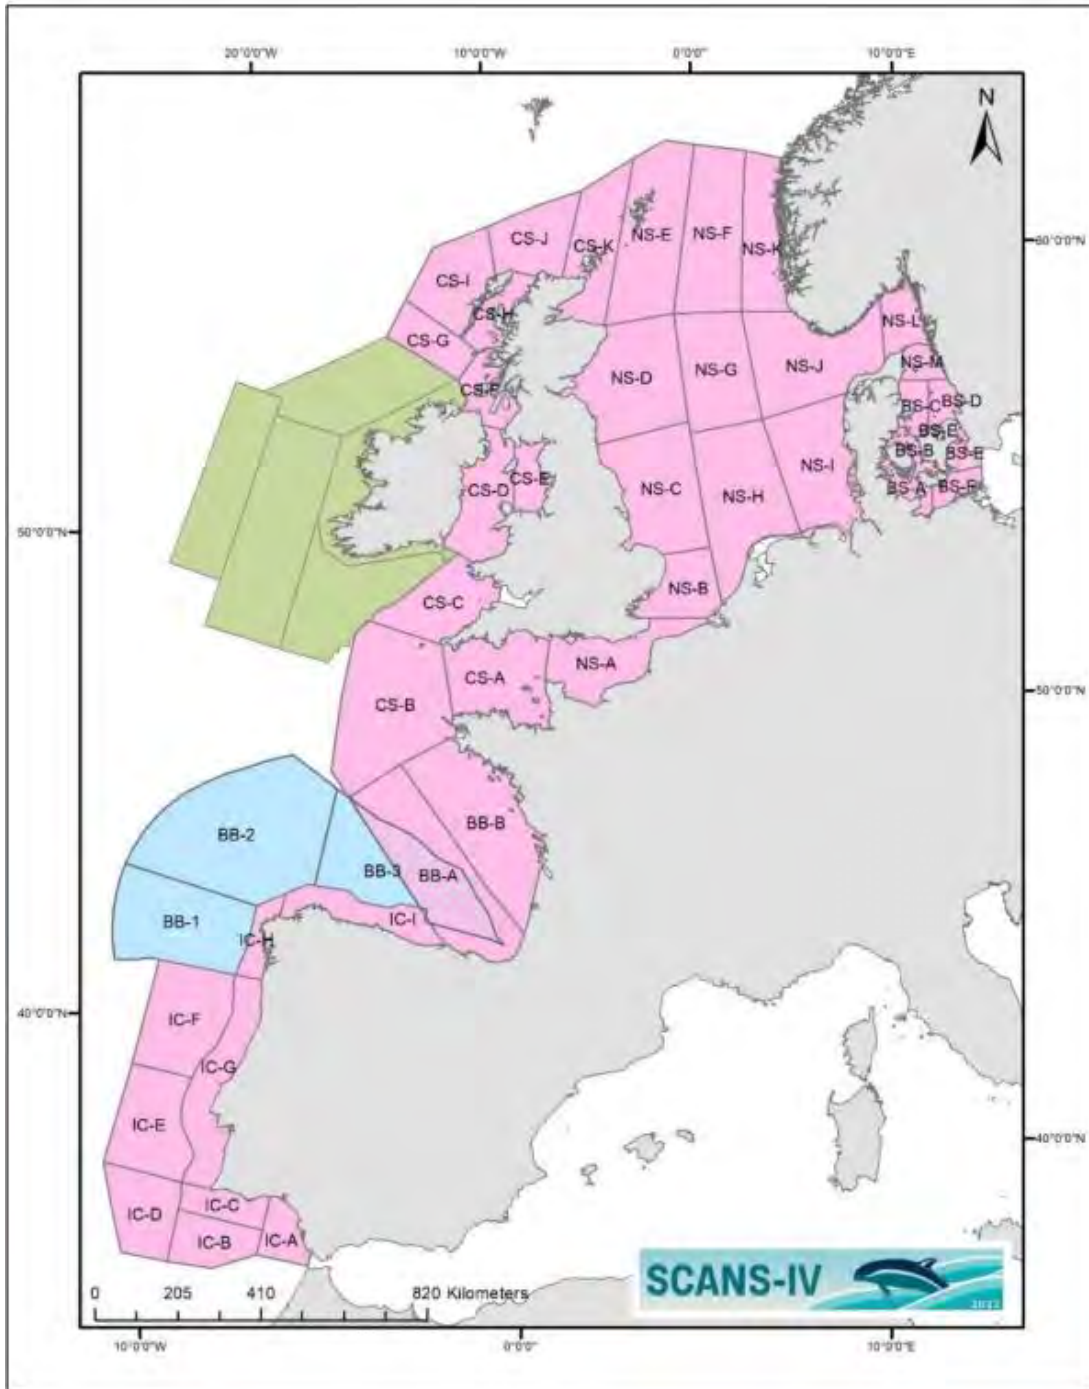 20°0'0"W 10°0'0"W 0°0'0" 10°0'0"E
N
60°0'0"N
CS-J
CS-K
NS-E
NS-F
NS-K
CS-I
CS-H
NS-L
CS-G
NS-M
NS-D
NS-G
NS-J
CS-F
BS-C
BS-D
BS-B
BS-E
NS-I
CS-D
CS-E
NS-C
NS-H
BS-A
BS-F
50°0'0"N
NS-B
CS-C
NS-A
CS-A
50°0'0"N
CS-B
BB-2
BB-B
BB-3
BB-A
BB-1
IC-I
IC-H
40°0'0"N
IC-F
IC-G
IC-E
40°0'0"N
IC-C
IC-D
IC-B
IC-A
SCANS-IV
2022
0 205 410 820 Kilometers
10°0'0"W 0°0'0" 10°0'0"E